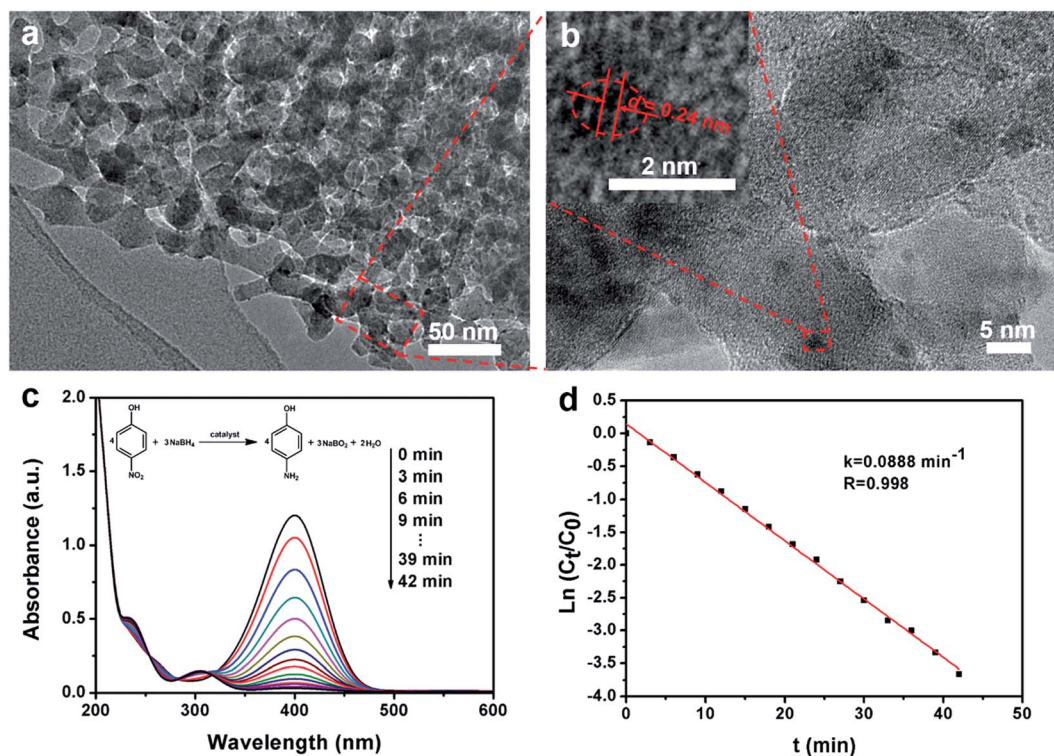 a
50 nm
b
d = 0.24 nm
2 nm
5 nm
c
2.0
1.5
1.0
0.5
0.0
200 300 400 500 600
Absorbance (a.u.)
Wavelength (nm)
OH
4
NO2
+ 3NaBH4
catalyst
OH
4
NH2
+ 3NaBO2 + 2H2O
0 min
3 min
6 min
9 min
⋮
39 min
42 min
d
0.5
0.0
-0.5
-1.0
-1.5
-2.0
-2.5
-3.0
-3.5
-4.0
0 10 20 30 40 50
Ln (Ct/C0)
t (min)
k=0.0888 min-1
R=0.998